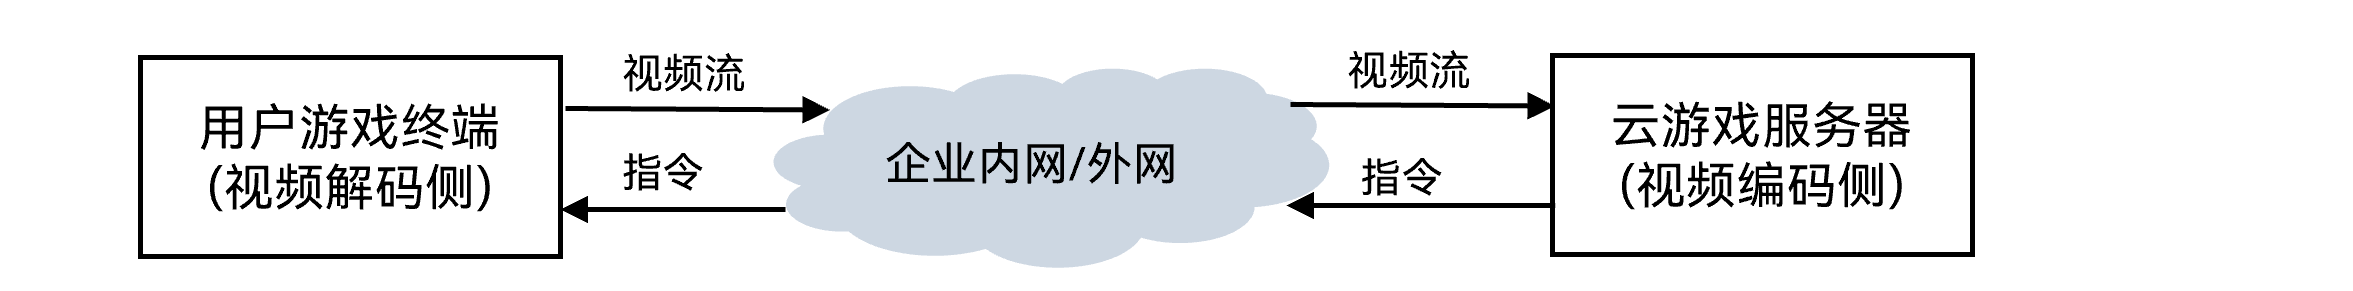 视频流
视频流
用户游戏终端
(视频解码侧)
企业内网/外网
云游戏服务器
(视频编码侧)
指令
指令